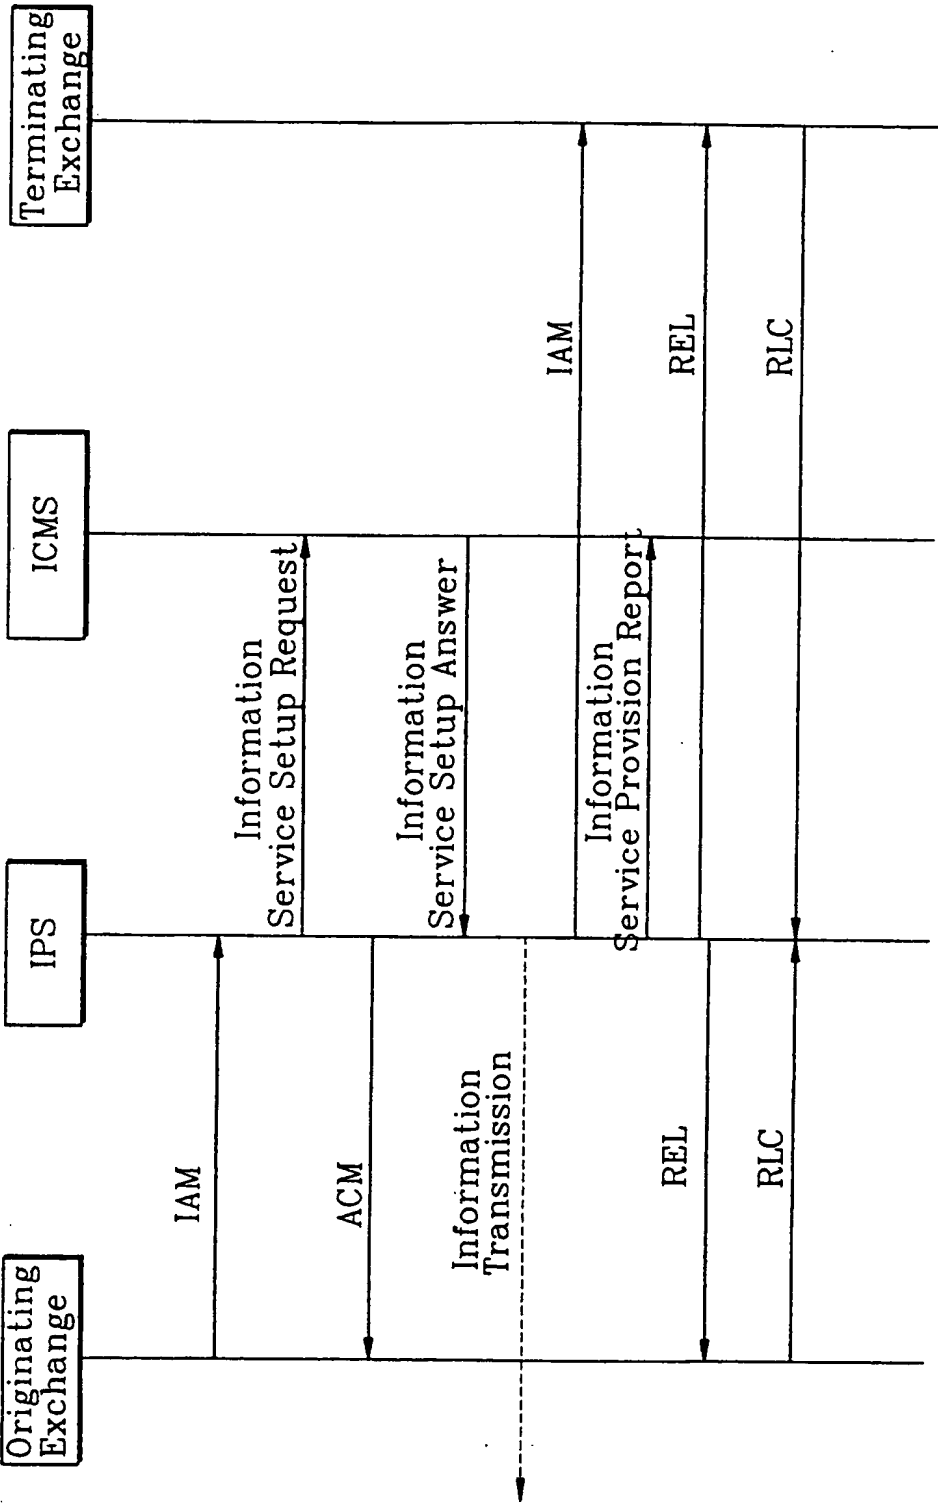 Originating
Exchange
IPS
ICMS
Terminating
Exchange
IAM
Information
Service Setup Request
ACM
Information
Service Setup Answer
Information
Transmission
IAM
Information
Service Provision Report
REL
REL
RLC
RLC